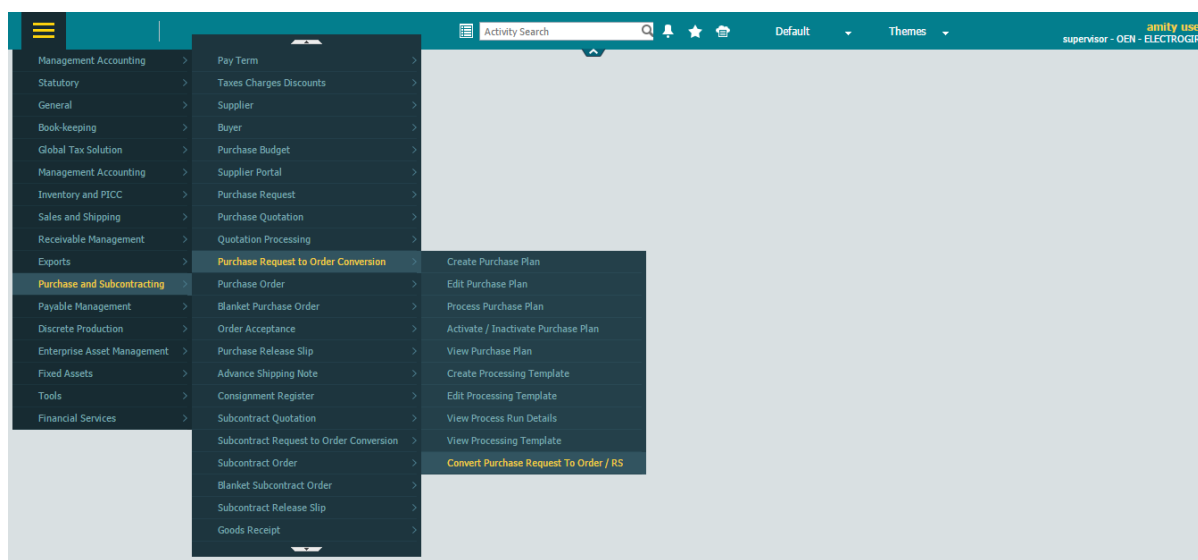 Activity Search
Default
Themes
amity use
supervisor - OEN - ELECTROGIR
Management Accounting
Statutory
General
Book-keeping
Global Tax Solution
Management Accounting
Inventory and PICC
Sales and Shipping
Receivable Management
Exports
Purchase and Subcontracting
Payable Management
Discrete Production
Enterprise Asset Management
Fixed Assets
Tools
Financial Services
Pay Term
Taxes Charges Discounts
Supplier
Buyer
Purchase Budget
Supplier Portal
Purchase Request
Purchase Quotation
Quotation Processing
Purchase Request to Order Conversion
Purchase Order
Blanket Purchase Order
Order Acceptance
Purchase Release Slip
Advance Shipping Note
Consignment Register
Subcontract Quotation
Subcontract Request to Order Conversion
Subcontract Order
Blanket Subcontract Order
Subcontract Release Slip
Goods Receipt
Create Purchase Plan
Edit Purchase Plan
Process Purchase Plan
Activate / Inactivate Purchase Plan
View Purchase Plan
Create Processing Template
Edit Processing Template
View Process Run Details
View Processing Template
Convert Purchase Request To Order / RS